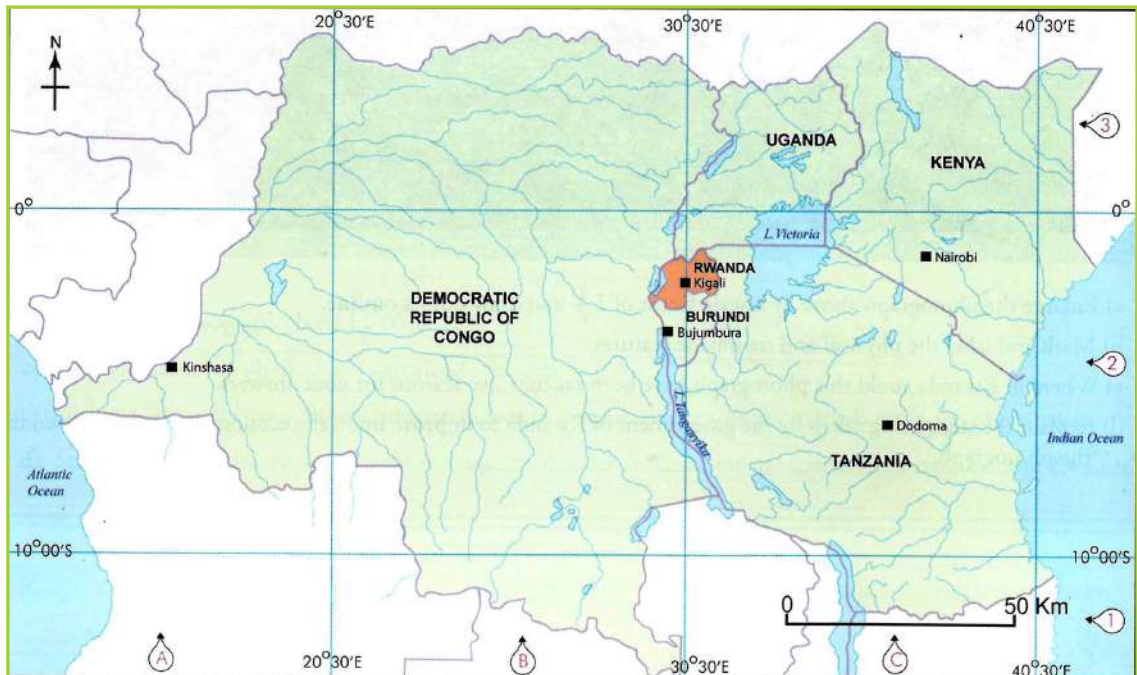 20°30'E
30°30'E
40°30'E
N
3
UGANDA
KENYA
0°
0°
L. Victoria
RWANDA
Nairobi
Kigali
DEMOCRATIC
REPUBLIC OF
CONGO
BURUNDI
Bujumbura
Kinshasa
2
L. Tanganyika
Dodoma
Indian Ocean
TANZANIA
Atlantic
Ocean
10°00'S
10°00'S
0
50 Km
1
A
B
C
20°30'E
30°30'E
40°30'E